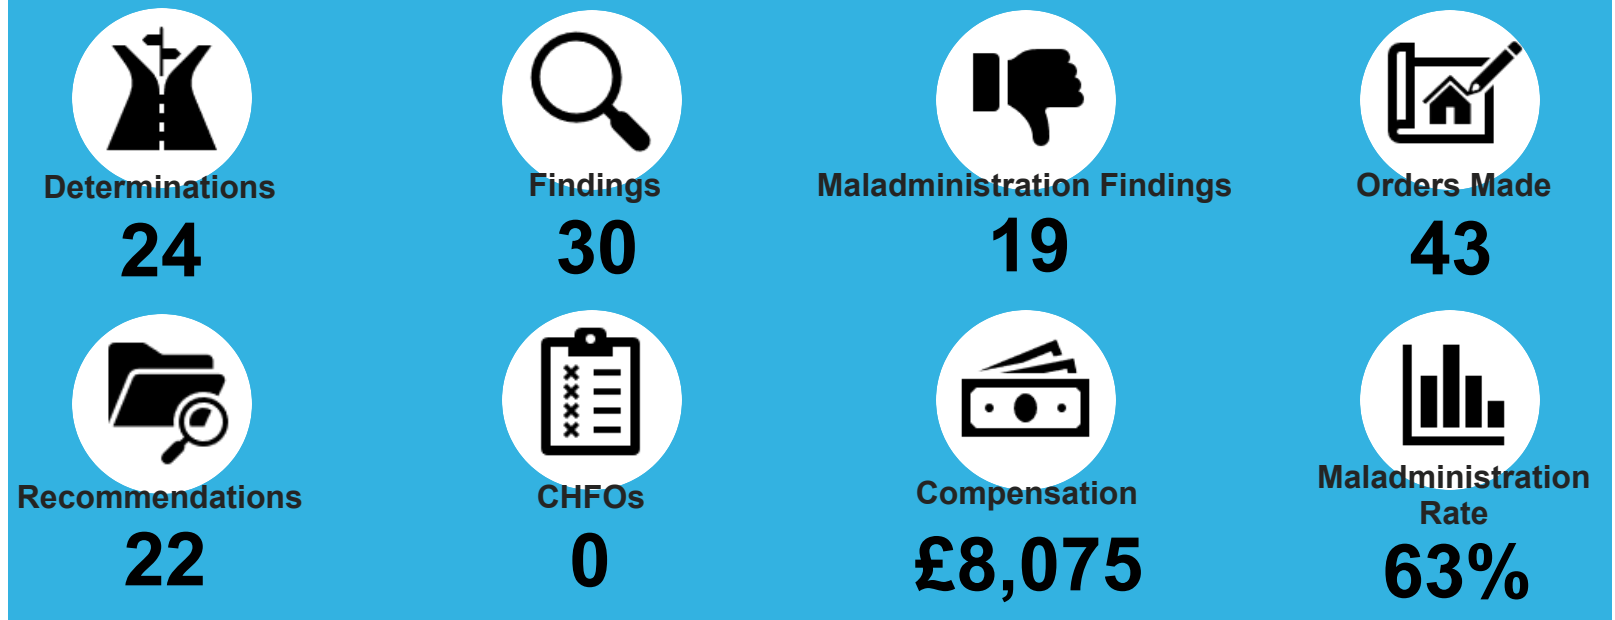 Determinations
24
Findings
30
Maladministration Findings
19
Orders Made
43
Recommendations
22
CHFOs
0
Compensation
£8,075
Maladministration
Rate
63%